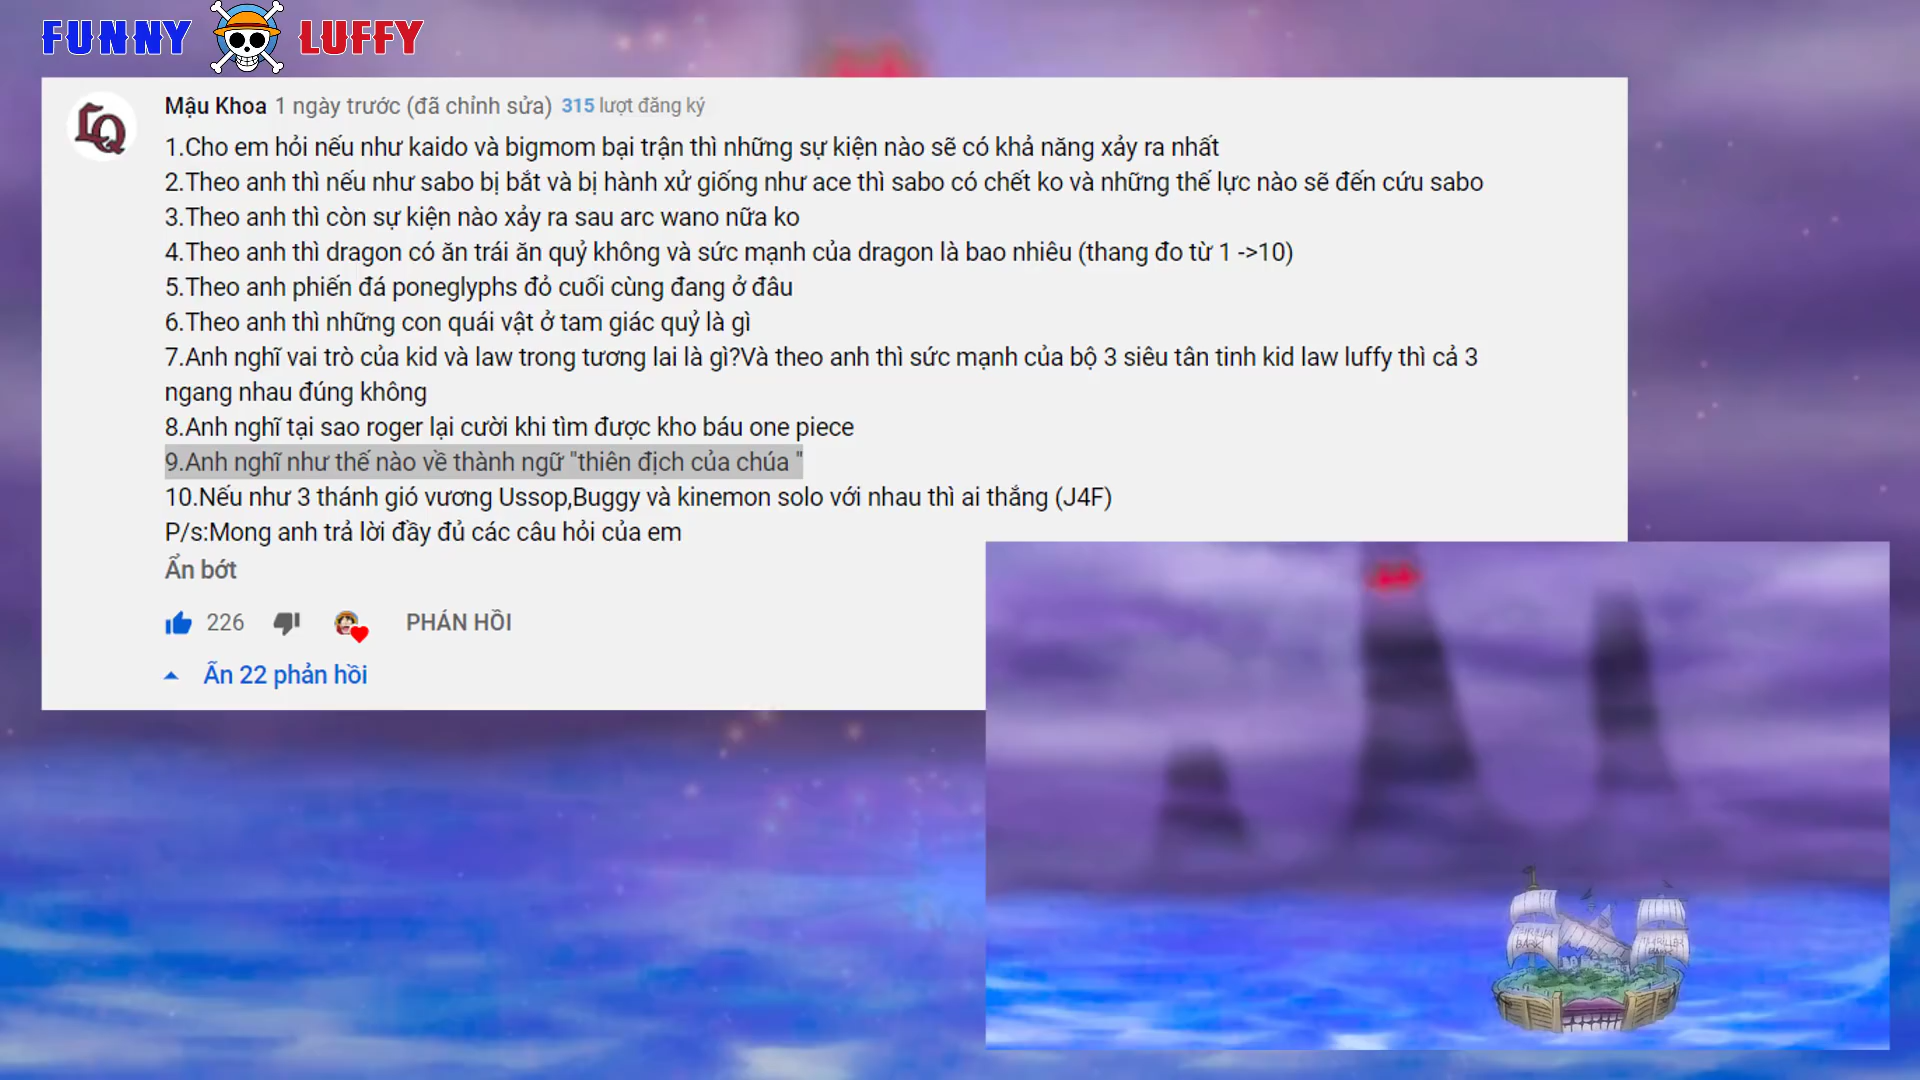 FUNNY LUFFY
Mậu Khoa 1 ngày trước (đã chỉnh sửa) 315 lượt đăng ký
1.Cho em hỏi nếu như kaido và bigmom bại trận thì những sự kiện nào sẽ có khả năng xảy ra nhất
2.Theo anh thì nếu như sabo bị bắt và bị hành xử giống như ace thì sabo có chết ko và những thế lực nào sẽ đến cứu sabo
3.Theo anh thì còn sự kiện nào xảy ra sau arc wano nữa ko
4.Theo anh thì dragon có ăn trái ăn quỷ không và sức mạnh của dragon là bao nhiêu (thang đo từ 1 ->10)
5.Theo anh phiến đá poneglyphs đỏ cuối cùng đang ở đâu
6.Theo anh thì những con quái vật ở tam giác quỷ là gì
7.Anh nghĩ vai trò của kid và law trong tương lai là gì?Và theo anh thì sức mạnh của bộ 3 siêu tân tinh kid law luffy thì cả 3
ngang nhau đúng không
8.Anh nghĩ tại sao roger lại cười khi tìm được kho báu one piece
9.Anh nghĩ như thế nào về thành ngữ "thiên địch của chúa "
10.Nếu như 3 thánh gió vương Ussop,Buggy và kinemon solo với nhau thì ai thắng (J4F)
P/s:Mong anh trả lời đầy đủ các câu hỏi của em
Ẩn bớt
226 PHẢN HỒI
Ẩn 22 phản hồi
THRILLER BARK